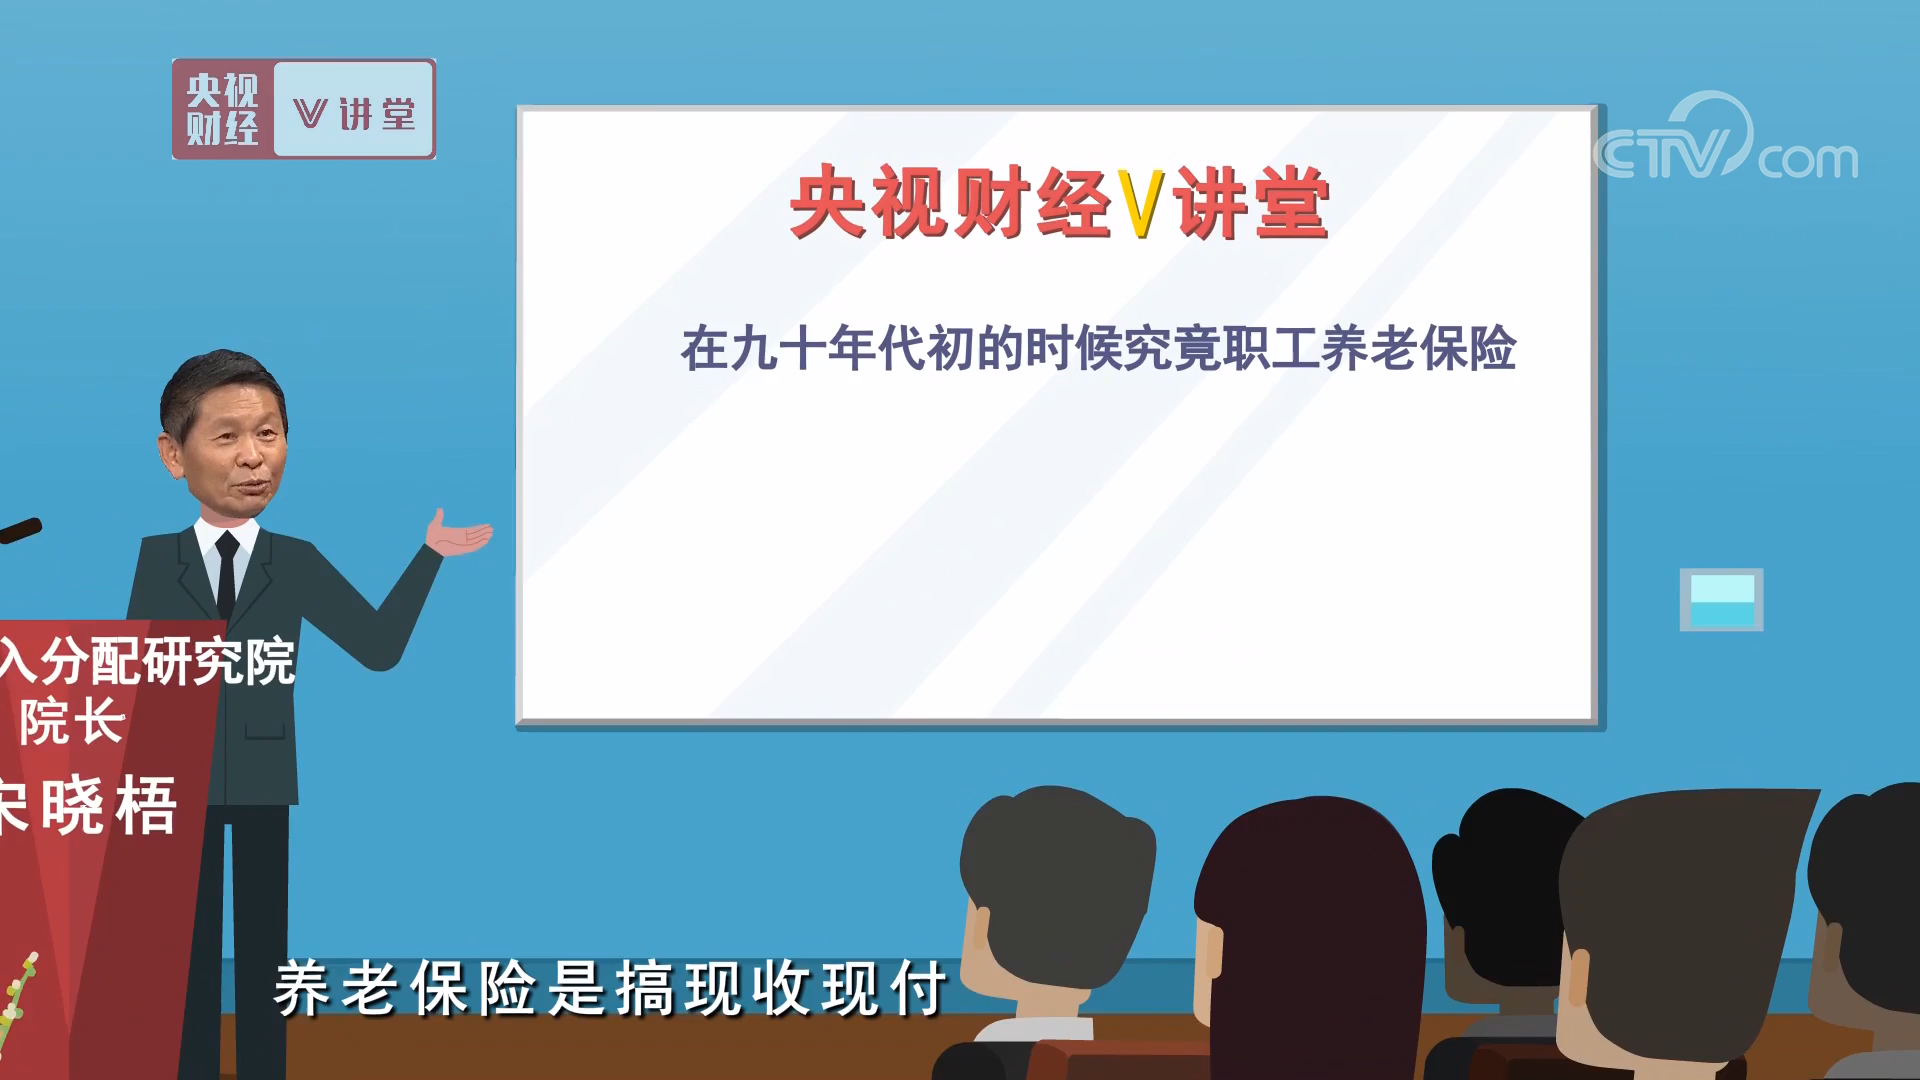 央视
财经
V讲堂
CCTV.com
央视财经V讲堂
在九十年代初的时候究竟职工养老保险
入分配研究院
院长
宋晓梧
养老保险是搞现收现付